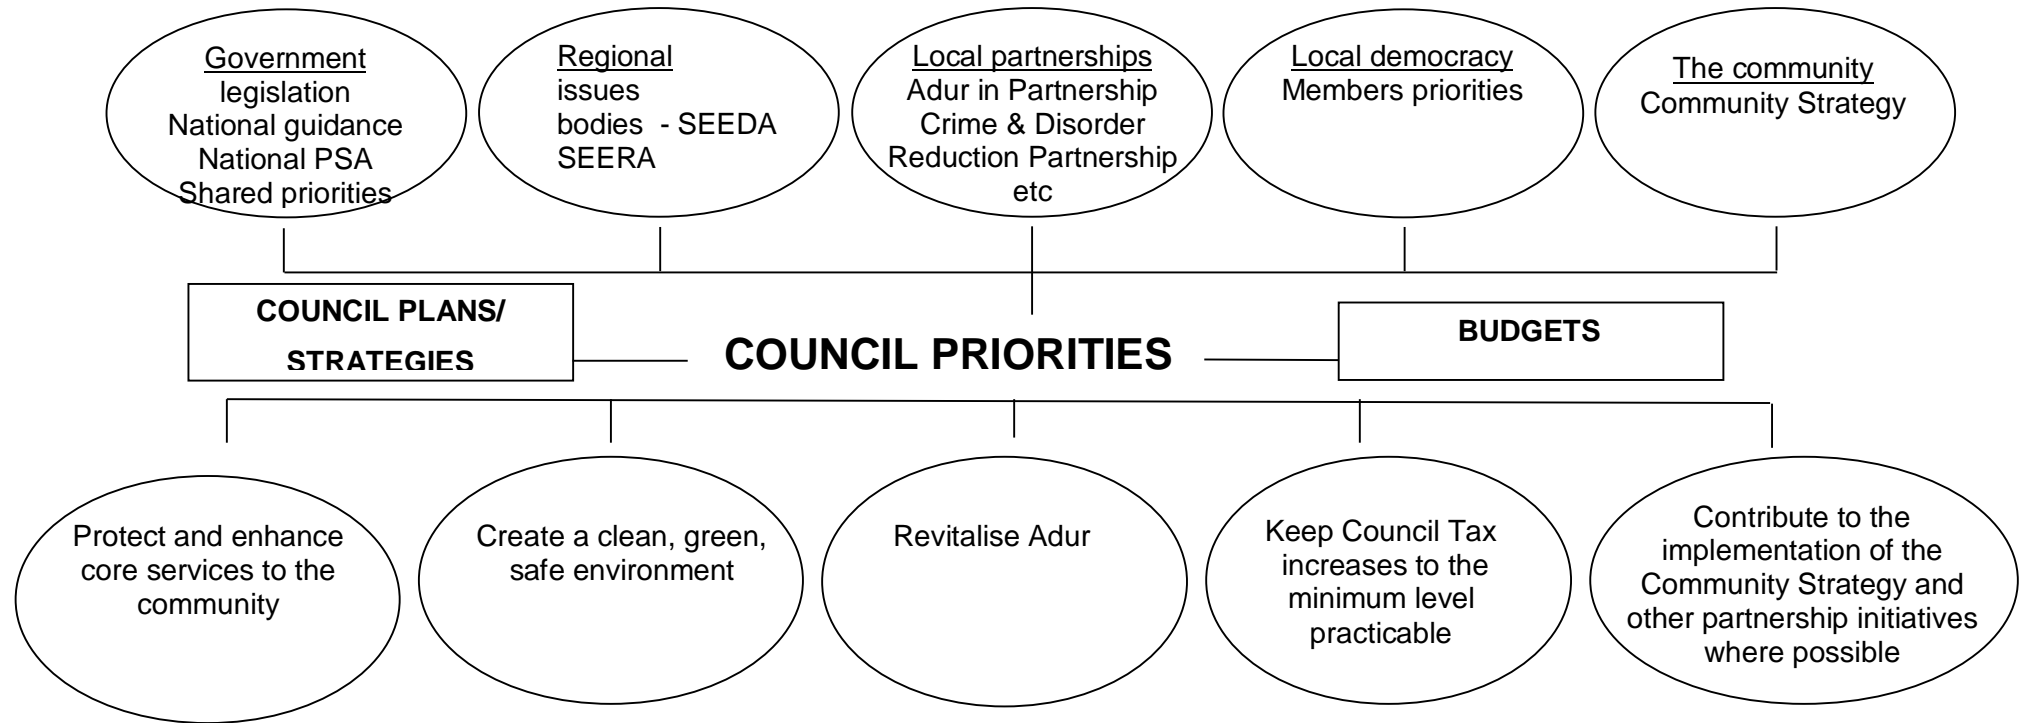 Government
legislation
National guidance
National PSA
Shared priorities
Regional
issues
bodies - SEEDA
SEERA
Local partnerships
Adur in Partnership
Crime & Disorder
Reduction Partnership
etc
Local democracy
Members priorities
The community
Community Strategy
COUNCIL PLANS/
STRATEGIES
COUNCIL PRIORITIES
BUDGETS
Protect and enhance
core services to the
community
Create a clean, green,
safe environment
Revitalise Adur
Keep Council Tax
increases to the
minimum level
practicable
Contribute to the
implementation of the
Community Strategy and
other partnership initiatives
where possible